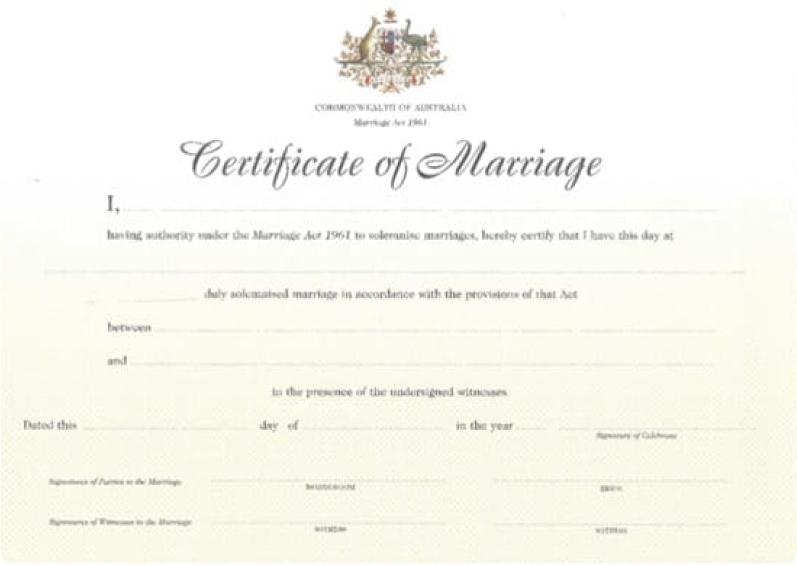 COMMONWEALTH OF AUSTRALIA
Marriage Act 1961
Certificate of Marriage
I,
having authority under the Marriage Act 1961 to solemnise marriages, hereby certify that I have this day at
duly solemnised marriage in accordance with the provisions of that Act
between
and
in the presence of the undersigned witnesses
Dated this day of in the year
Signature of Celebrant
Signatures of Parties to the Marriage
BRIDEGROOM BRIDE
Signatures of Witnesses to the Marriage
WITNESS WITNESS